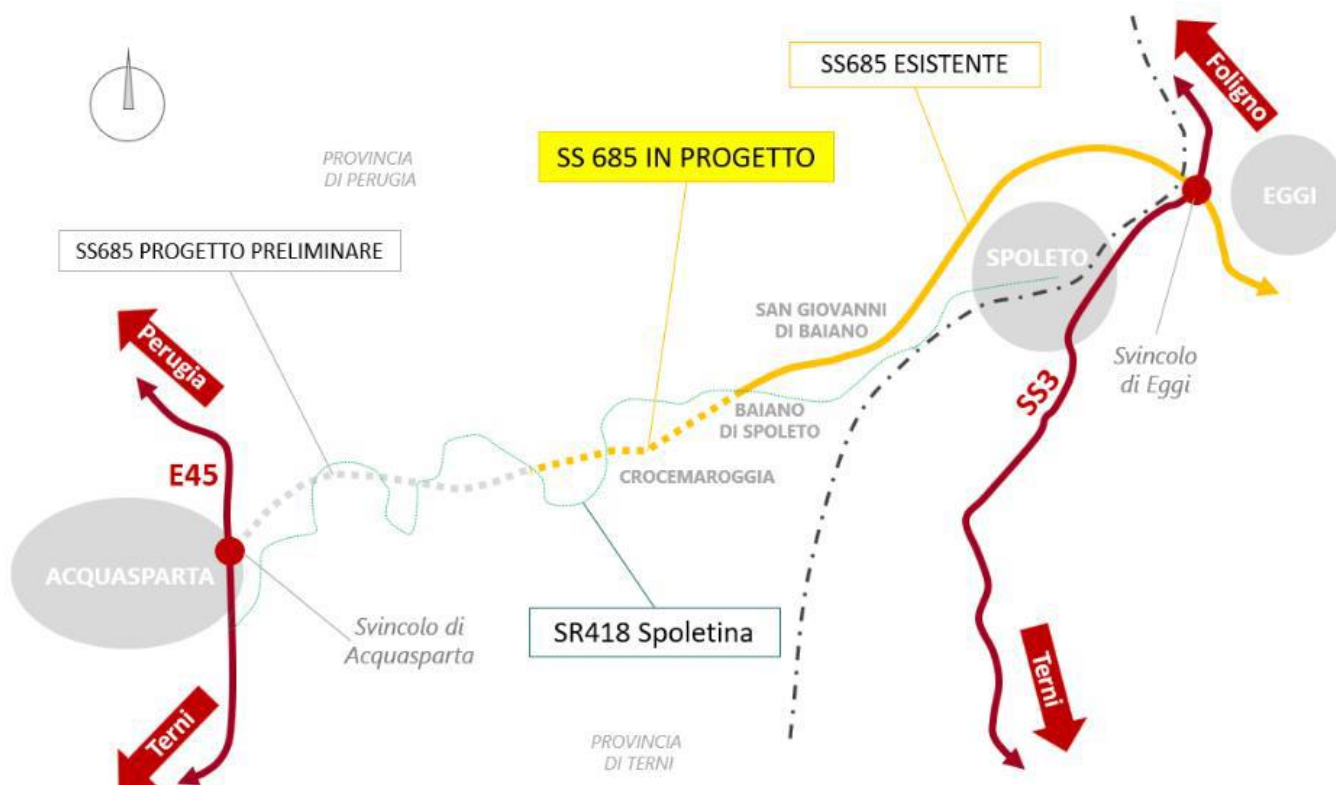 Foligno
SS685 ESISTENTE
SS 685 IN PROGETTO
PROVINCIA
DI PERUGIA
EGGI
SS685 PROGETTO PRELIMINARE
SPOLETO
SAN GIOVANNI
DI BAIANO
Perugia
Svincolo
di Eggi
SS3
BAIANO
DI SPOLETO
E45
CROCEMAROGGIA
ACQUASPARTA
Svincolo di
Acquasparta
SR418 Spoletina
Terni
Terni
PROVINCIA
DI TERNI